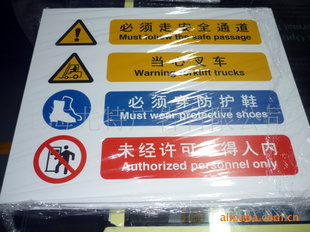 必须走安全通道
Must follow the safe passage
当心叉车
Warning forklift trucks
必须穿防护鞋
Must wear protective shoes
未经许可不得入内
Authorized personnel only
alibaba.com.cn